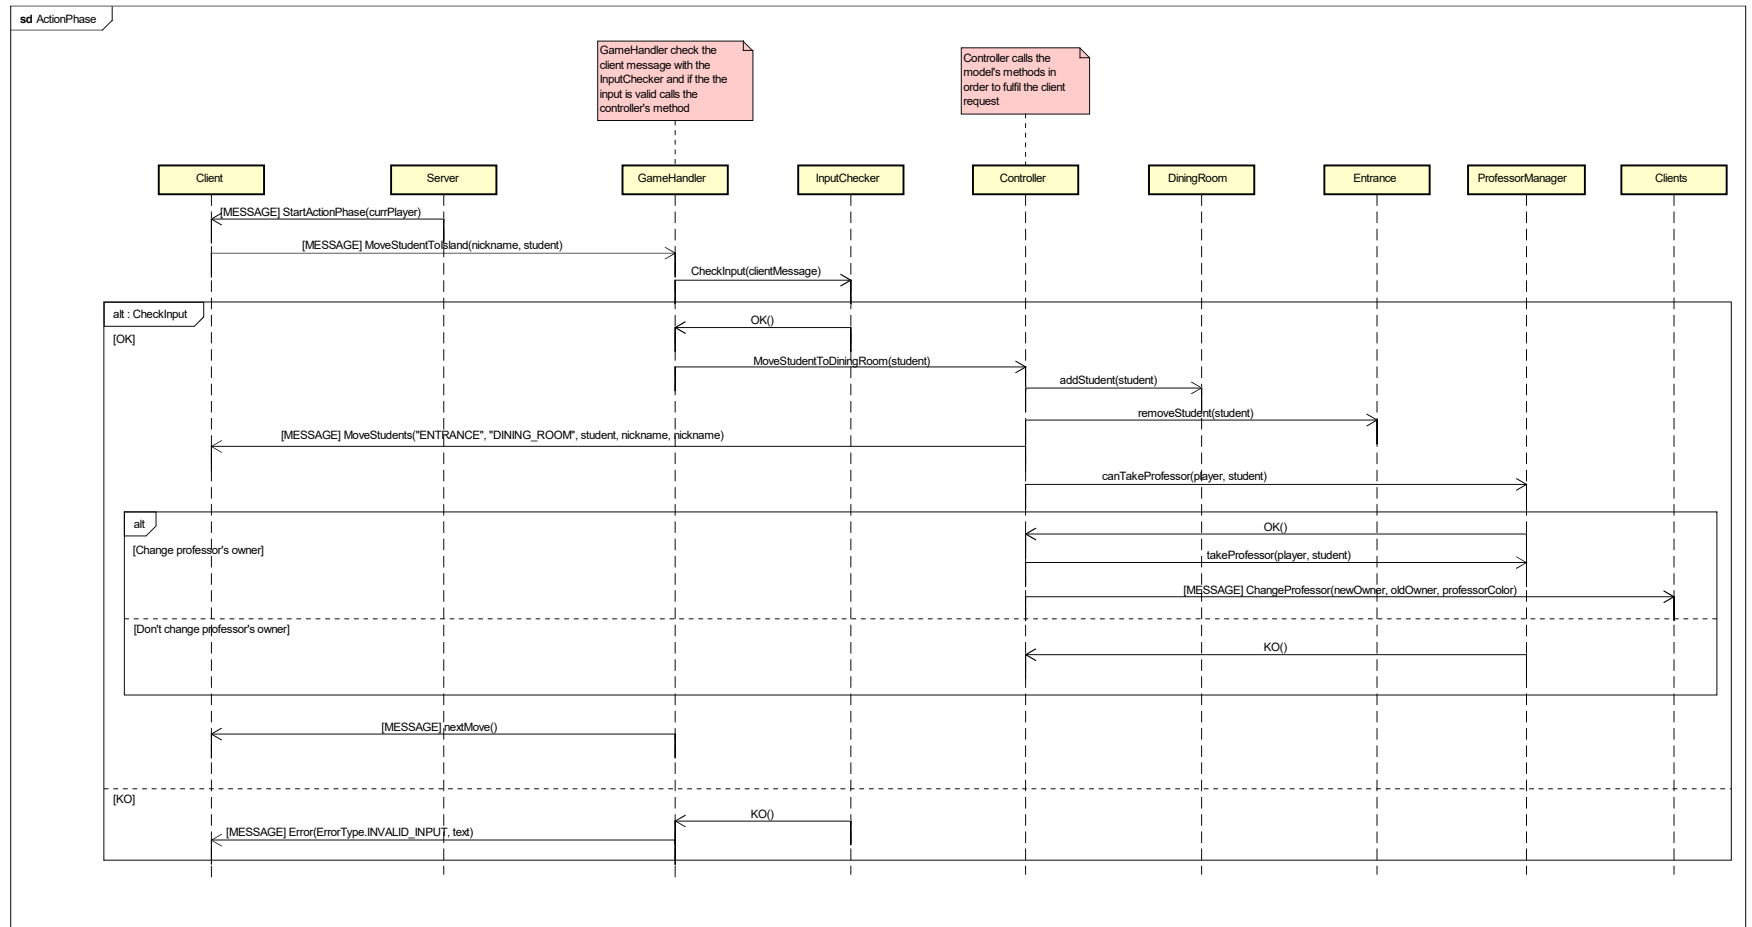 sd ActionPhase
GameHandler check the
client message with the
InputChecker and if the the
input is valid calls the
controller's method
Controller calls the
model's methods in
order to fulfil the client
request
Client
Server
GameHandler
InputChecker
Controller
DiningRoom
Entrance
ProfessorManager
Clients
[MESSAGE] StartActionPhase(currPlayer)
[MESSAGE] MoveStudentToIsland(nickname, student)
CheckInput(clientMessage)
alt : CheckInput
[OK]
OK()
MoveStudentToDiningRoom(student)
addStudent(student)
removeStudent(student)
[MESSAGE] MoveStudents("ENTRANCE", "DINING_ROOM", student, nickname, nickname)
canTakeProfessor(player, student)
alt
[Change professor's owner]
OK()
takeProfessor(player, student)
[MESSAGE] ChangeProfessor(newOwner, oldOwner, professorColor)
[Don't change professor's owner]
KO()
[MESSAGE] nextMove()
[KO]
KO()
[MESSAGE] Error(ErrorType.INVALID_INPUT, text)